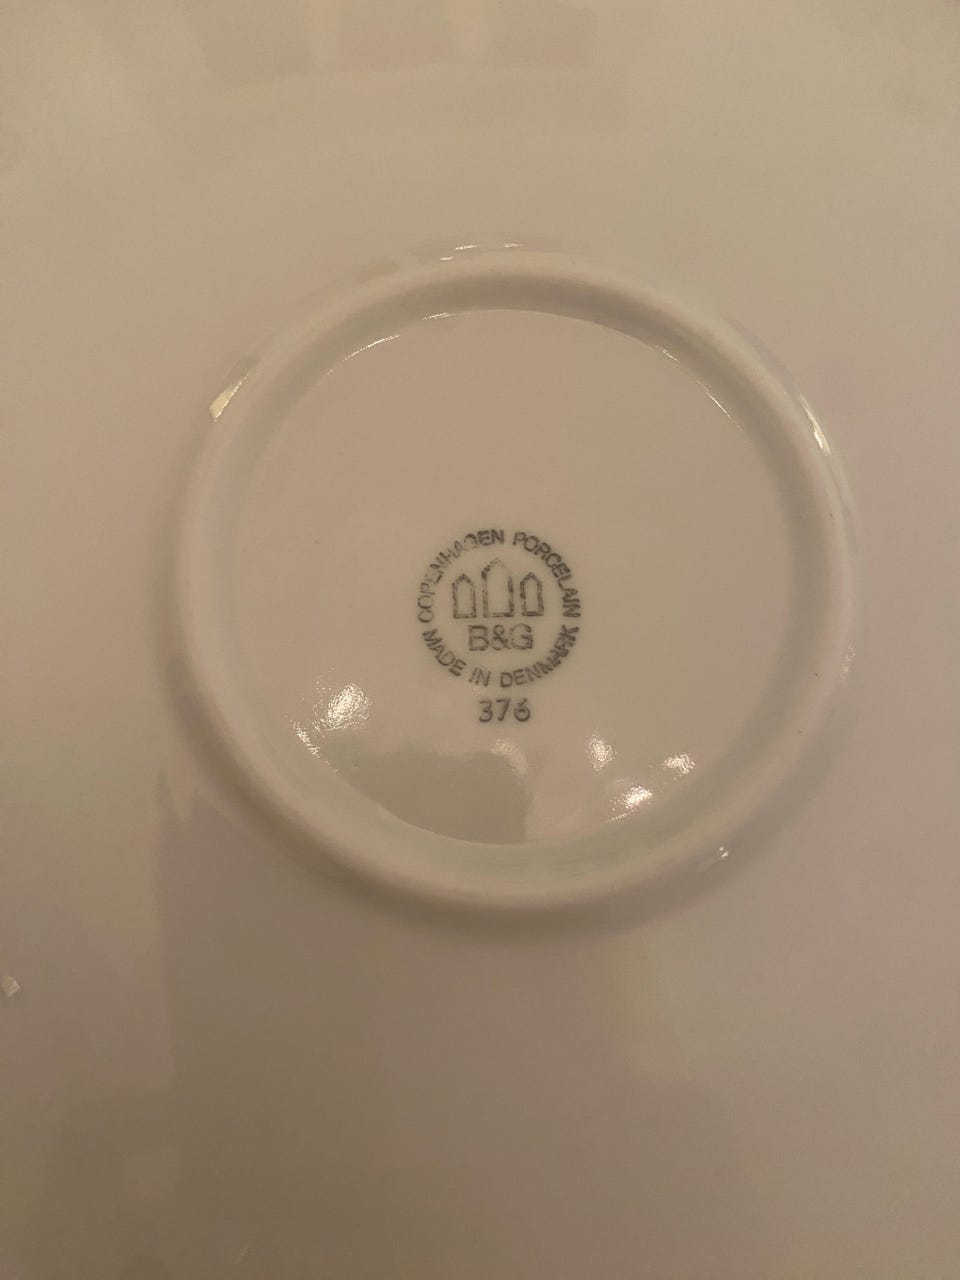 COPENHAGEN PORCELAIN
B&G
MADE IN DENMARK
376